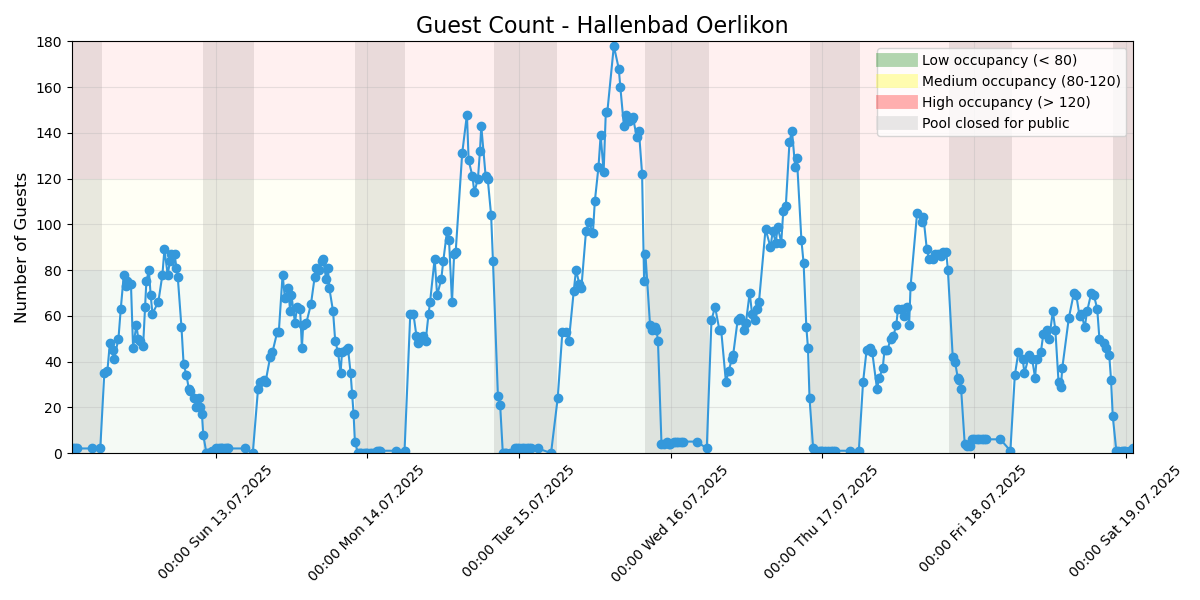 Guest Count - Hallenbad Oerlikon
Number of Guests
180
160
140
120
100
80
60
40
20
0
Low occupancy (< 80)
Medium occupancy (80-120)
High occupancy (> 120)
Pool closed for public
00:00 Sun 13.07.2025
00:00 Mon 14.07.2025
00:00 Tue 15.07.2025
00:00 Wed 16.07.2025
00:00 Thu 17.07.2025
00:00 Fri 18.07.2025
00:00 Sat 19.07.2025